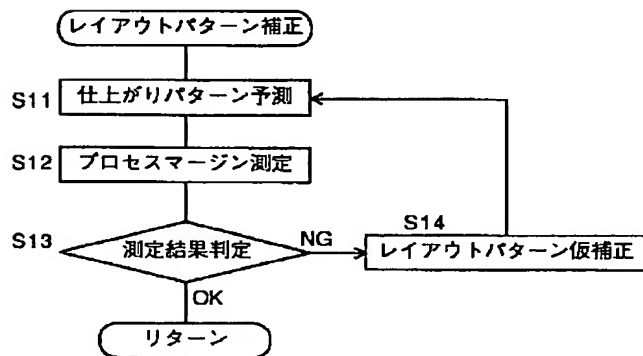 レイアウトパターン補正
S11 仕上がりパターン予測
S12 プロセスマージン測定
S13 測定結果判定 NG
S14
レイアウトパターン仮補正
OK
リターン